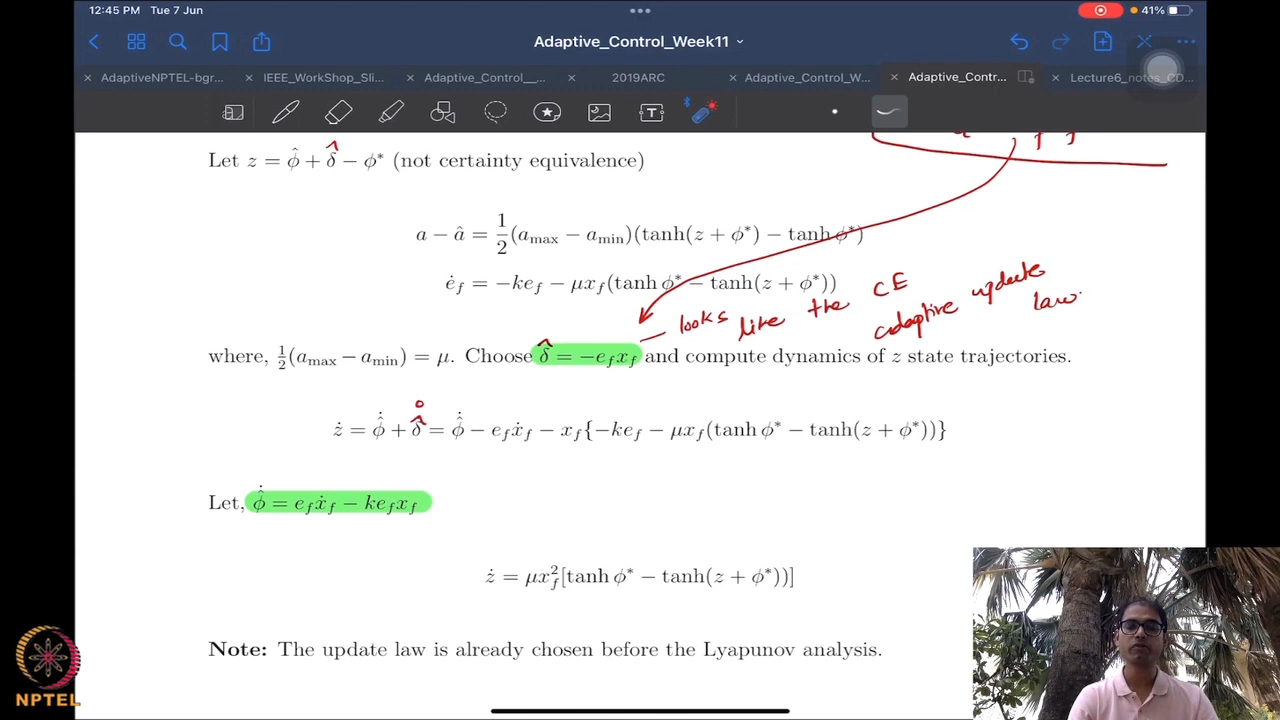 12:45 PM Tue 7 Jun
41%
Adaptive_Control_Week11
AdaptiveNPTEL-bgr...
IEEE_WorkShop_Sli...
Adaptive_Control__...
2019ARC
Adaptive_Control_W...
Adaptive_Contr...
Lecture6_notes_CD...
Let z = φ̂ + δ̂ − φ* (not certainty equivalence)
a − â = 1/2 (a_max − a_min)(tanh(z + φ*) − tanh φ*)
ė_f = −ke_f − μx_f(tanh φ* − tanh(z + φ*))
looks like the CE adaptive update law.
where, 1/2(a_max − a_min) = μ. Choose δ̂ = −e_f x_f and compute dynamics of z state trajectories.
ż = φ̂̇ + δ̂̇ = φ̂̇ − e_f ẋ_f − x_f{−ke_f − μx_f(tanh φ* − tanh(z + φ*))}
Let, φ̂̇ = e_f ẋ_f − ke_f x_f
ż = μx_f²[tanh φ* − tanh(z + φ*))]
Note: The update law is already chosen before the Lyapunov analysis.
NPTEL